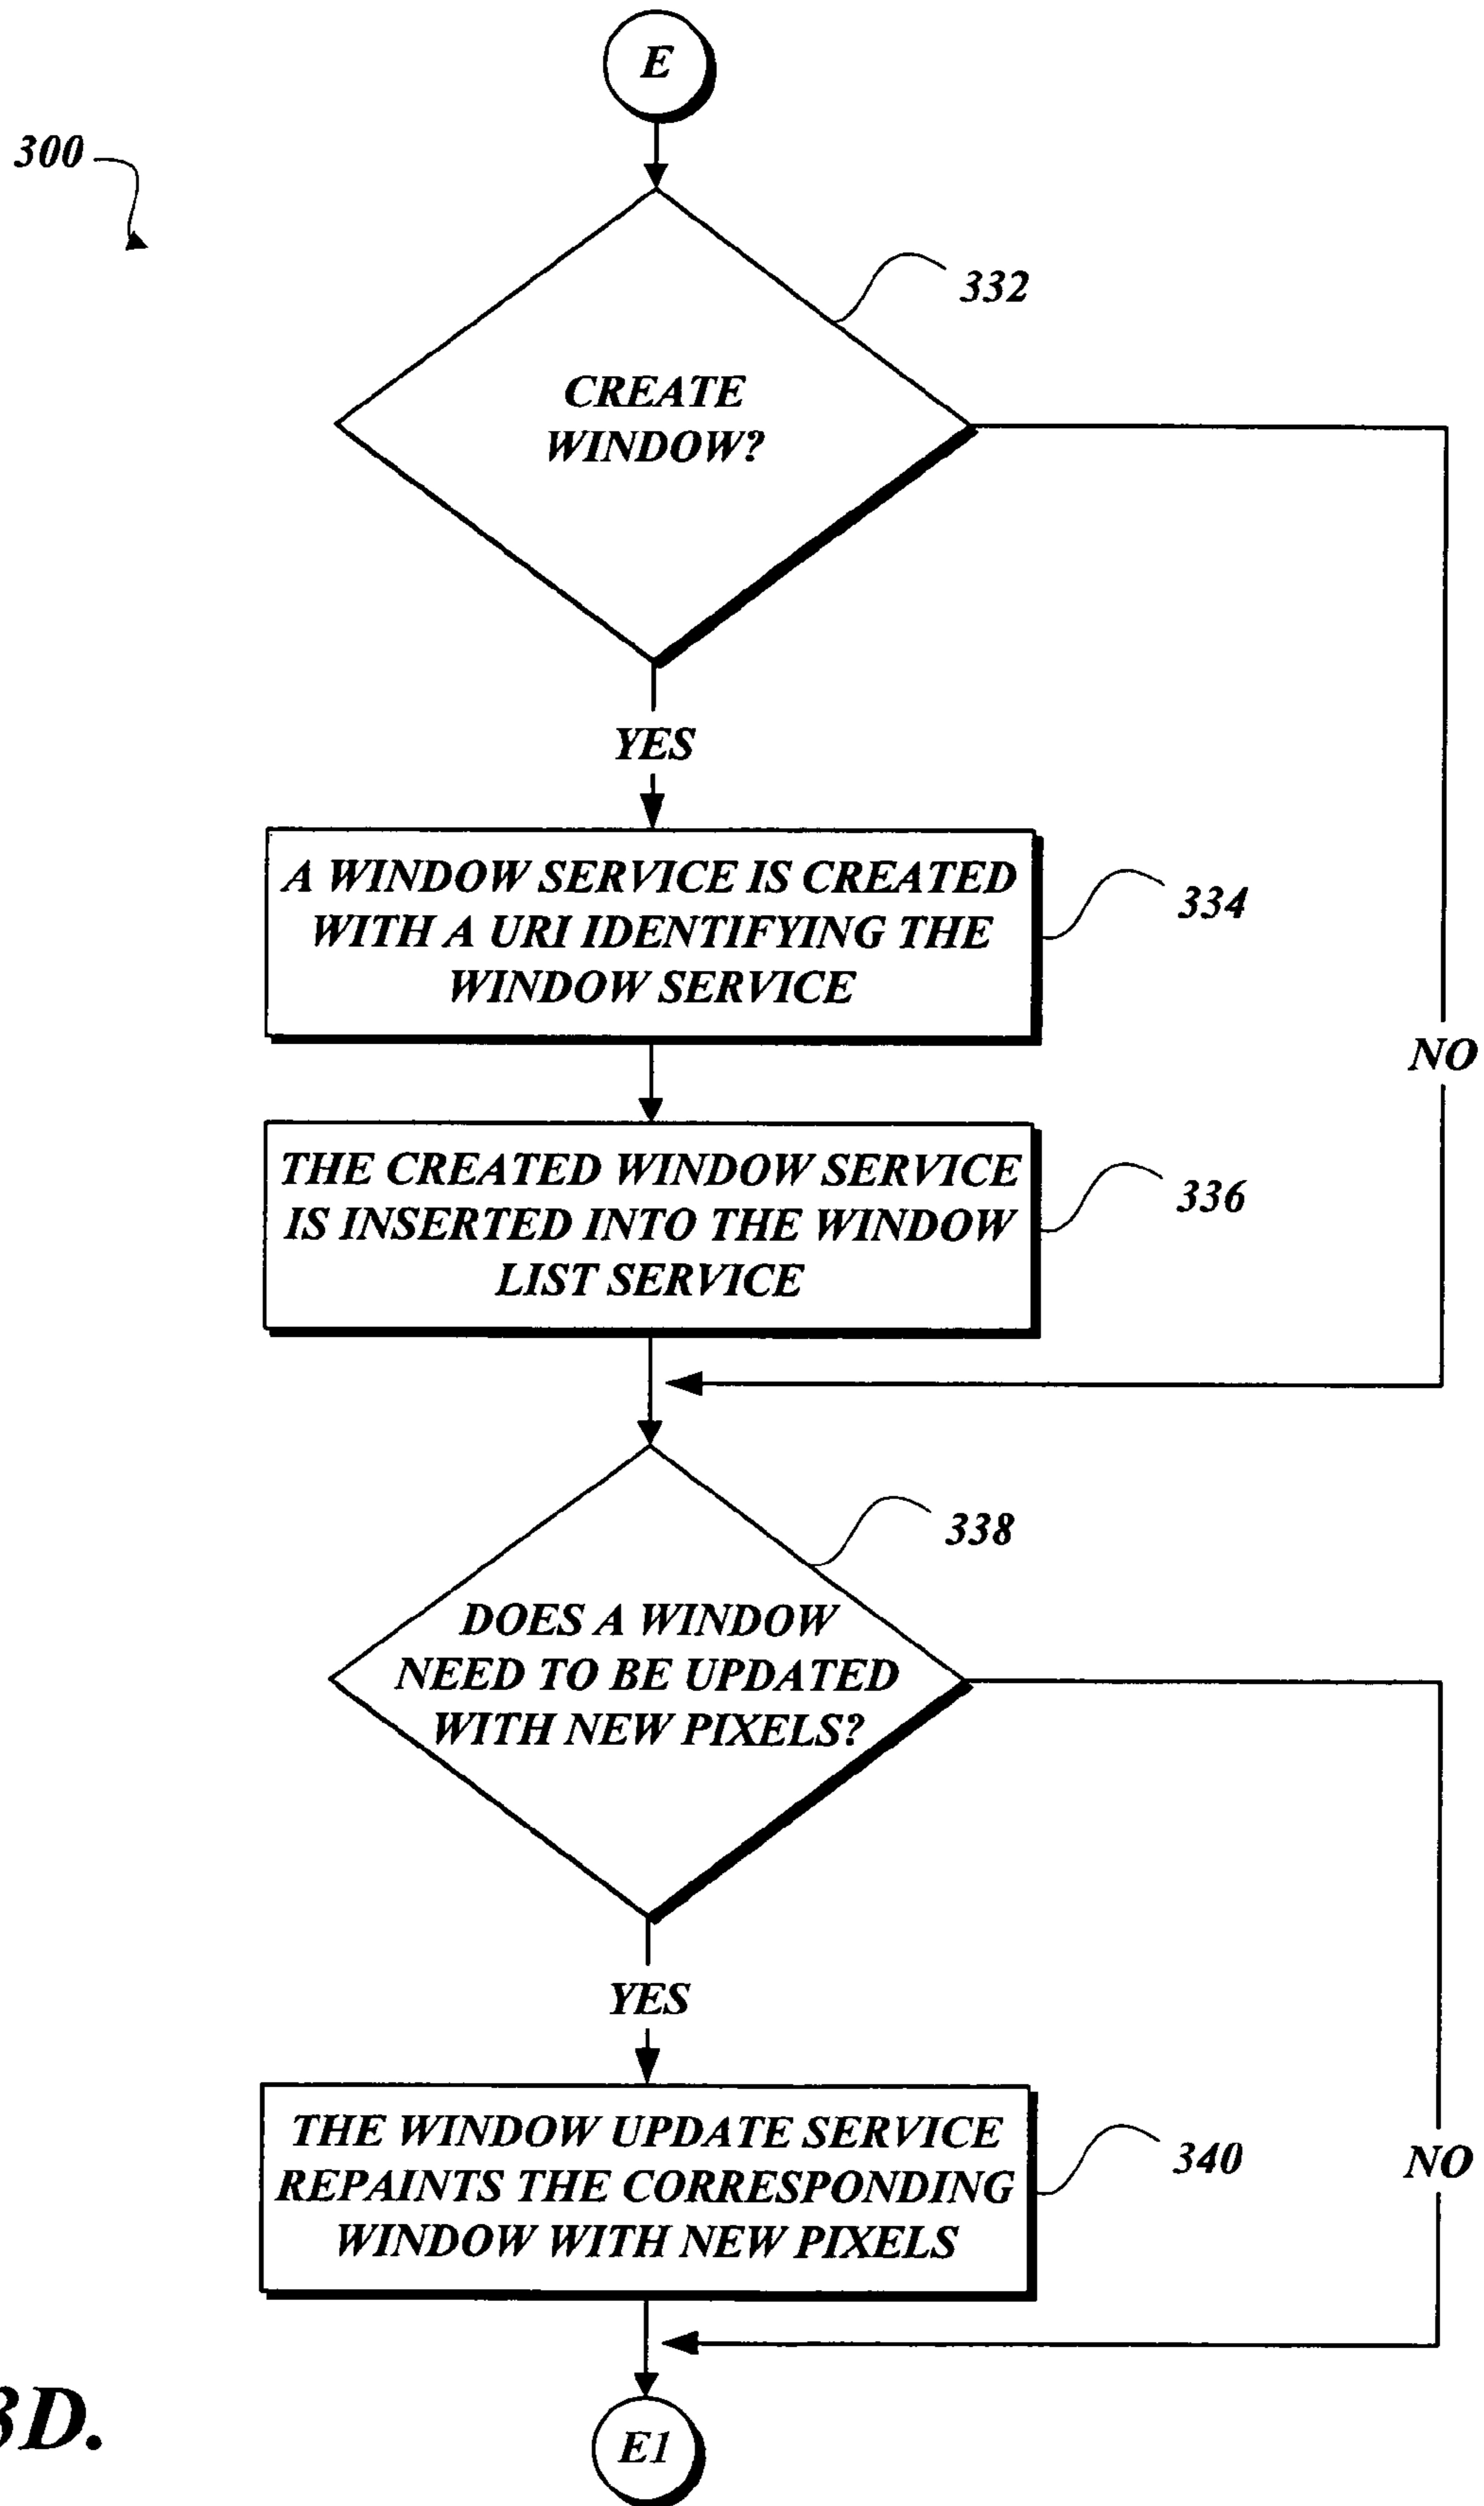 E
300
332
CREATE
WINDOW?
YES
A WINDOW SERVICE IS CREATED
WITH A URI IDENTIFYING THE
WINDOW SERVICE
334
NO
THE CREATED WINDOW SERVICE
IS INSERTED INTO THE WINDOW
LIST SERVICE
336
338
DOES A WINDOW
NEED TO BE UPDATED
WITH NEW PIXELS?
YES
THE WINDOW UPDATE SERVICE
REPAINTS THE CORRESPONDING
WINDOW WITH NEW PIXELS
340
NO
3D.
E1